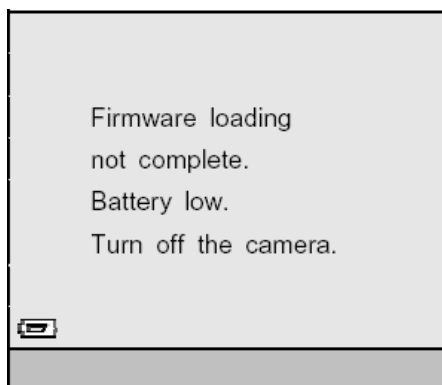 Firmware loading
not complete.
Battery low.
Turn off the camera.